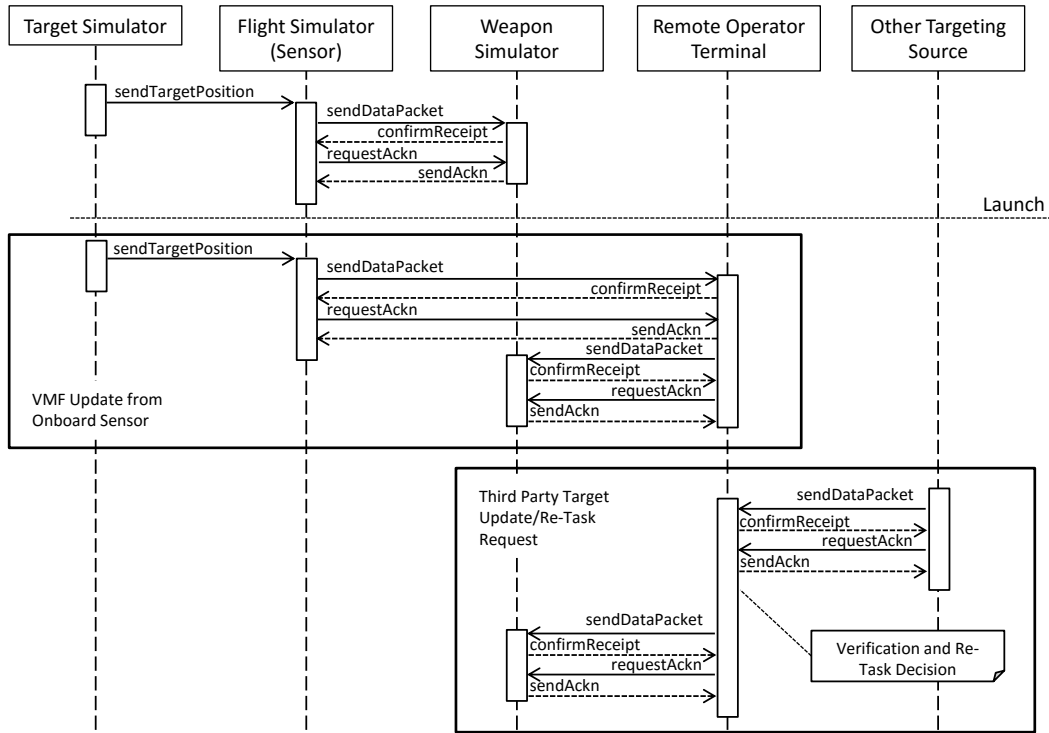 Target Simulator
Flight Simulator
(Sensor)
Weapon
Simulator
Remote Operator
Terminal
Other Targeting
Source
sendTargetPosition
sendDataPacket
confirmReceipt
requestAckn
sendAckn
Launch
sendTargetPosition
sendDataPacket
confirmReceipt
requestAckn
sendAckn
sendDataPacket
confirmReceipt
requestAckn
sendAckn
VMF Update from
Onboard Sensor
Third Party Target
Update/Re-Task
Request
sendDataPacket
confirmReceipt
requestAckn
sendAckn
sendDataPacket
confirmReceipt
requestAckn
sendAckn
Verification and Re-
Task Decision